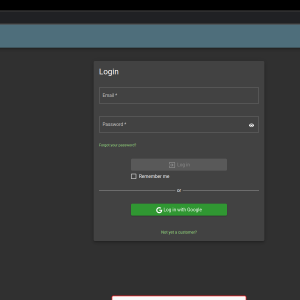 Login
Email *
Password *
Forgot your password?
Login
Remember me
or
Log in with Google
Not yet a customer?